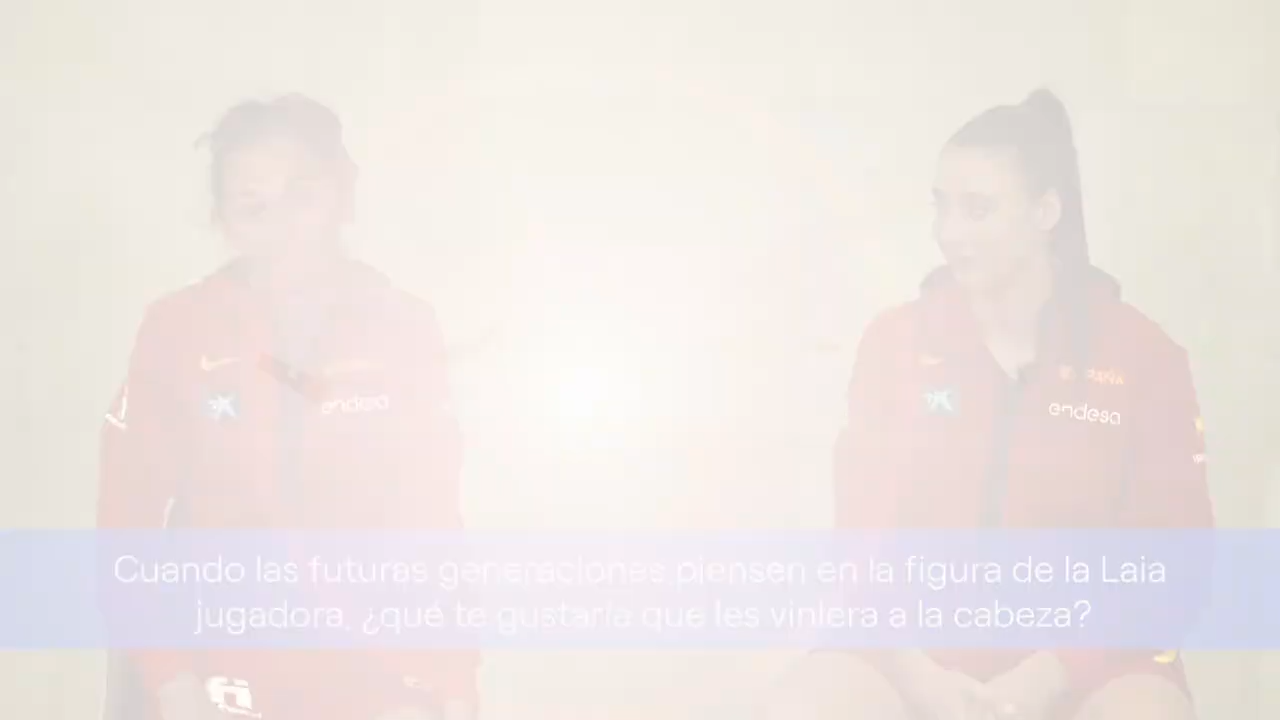 endesa
endesa
Cuando las futuras generaciones piensen en la figura de la Laia
jugadora, ¿qué te gustaría que les viniera a la cabeza?